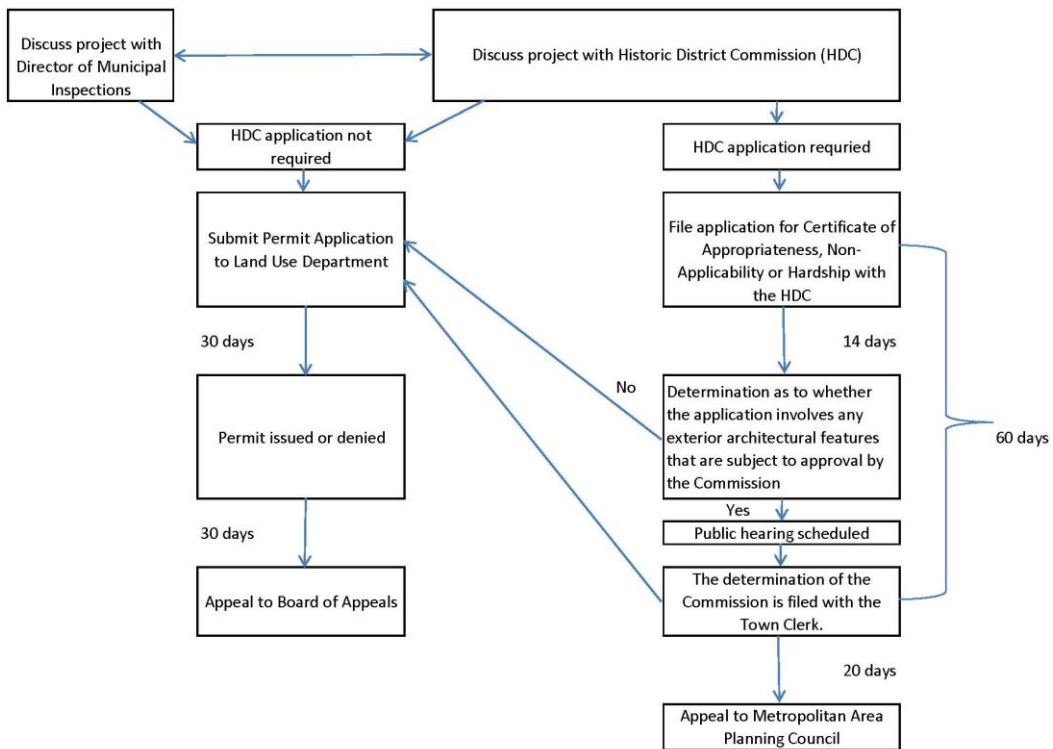 Discuss project with
Director of Municipal
Inspections
Discuss project with Historic District Commission (HDC)
HDC application not
required
HDC application requried
Submit Permit Application
to Land Use Department
File application for Certificate of
Appropriateness, Non-
Applicability or Hardship with
the HDC
30 days
14 days
No
Permit issued or denied
Determination as to whether
the application involves any
exterior architectural features
that are subject to approval by
the Commission
60 days
Yes
30 days
Public hearing scheduled
Appeal to Board of Appeals
The determination of the
Commission is filed with the
Town Clerk.
20 days
Appeal to Metropolitan Area
Planning Council